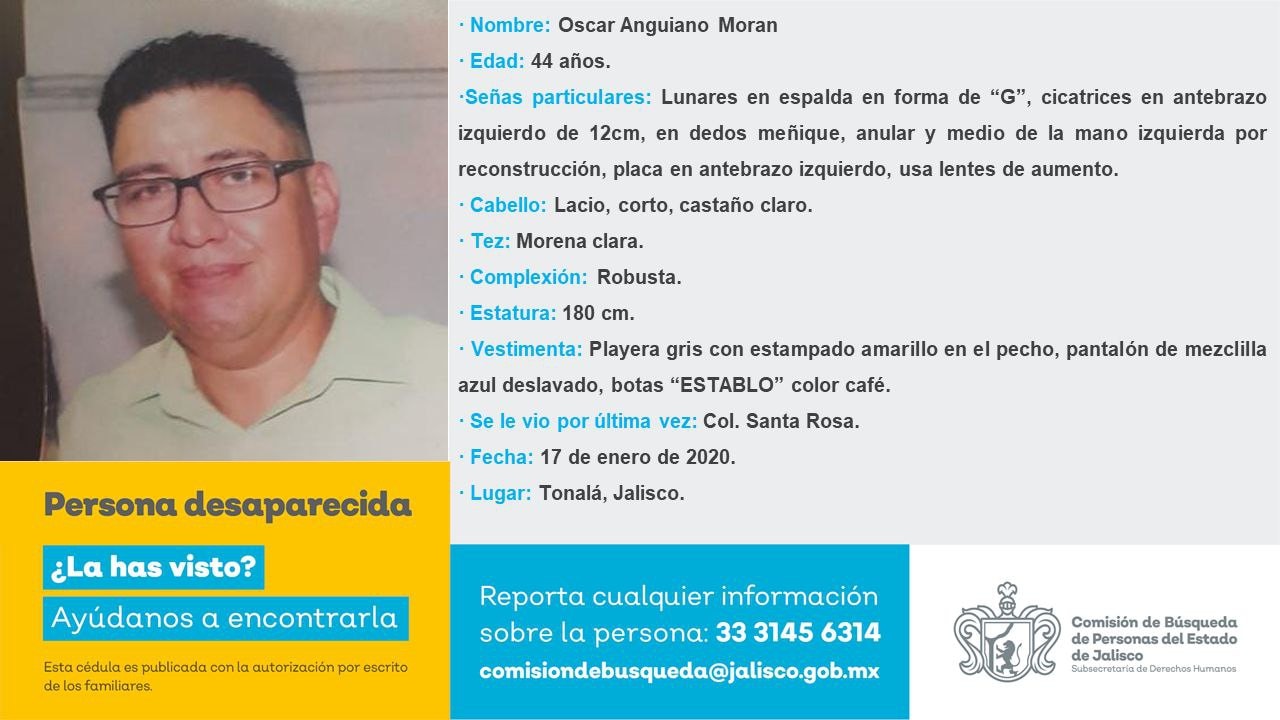 · Nombre: Oscar Anguiano Moran
· Edad: 44 años.
·Señas particulares: Lunares en espalda en forma de “G”, cicatrices en antebrazo
izquierdo de 12cm, en dedos meñique, anular y medio de la mano izquierda por
reconstrucción, placa en antebrazo izquierdo, usa lentes de aumento.
· Cabello: Lacio, corto, castaño claro.
· Tez: Morena clara.
· Complexión: Robusta.
· Estatura: 180 cm.
· Vestimenta: Playera gris con estampado amarillo en el pecho, pantalón de mezclilla
azul deslavado, botas “ESTABLO” color café.
· Se le vio por última vez: Col. Santa Rosa.
· Fecha: 17 de enero de 2020.
· Lugar: Tonalá, Jalisco.
Persona desaparecida
¿La has visto?
Ayúdanos a encontrarla
Esta cédula es publicada con la autorización por escrito
de los familiares.
Reporta cualquier información
sobre la persona: 33 3145 6314
comisiondebusqueda@jalisco.gob.mx
Comisión de Búsqueda
de Personas del Estado
de Jalisco
Subsecretaría de Derechos Humanos